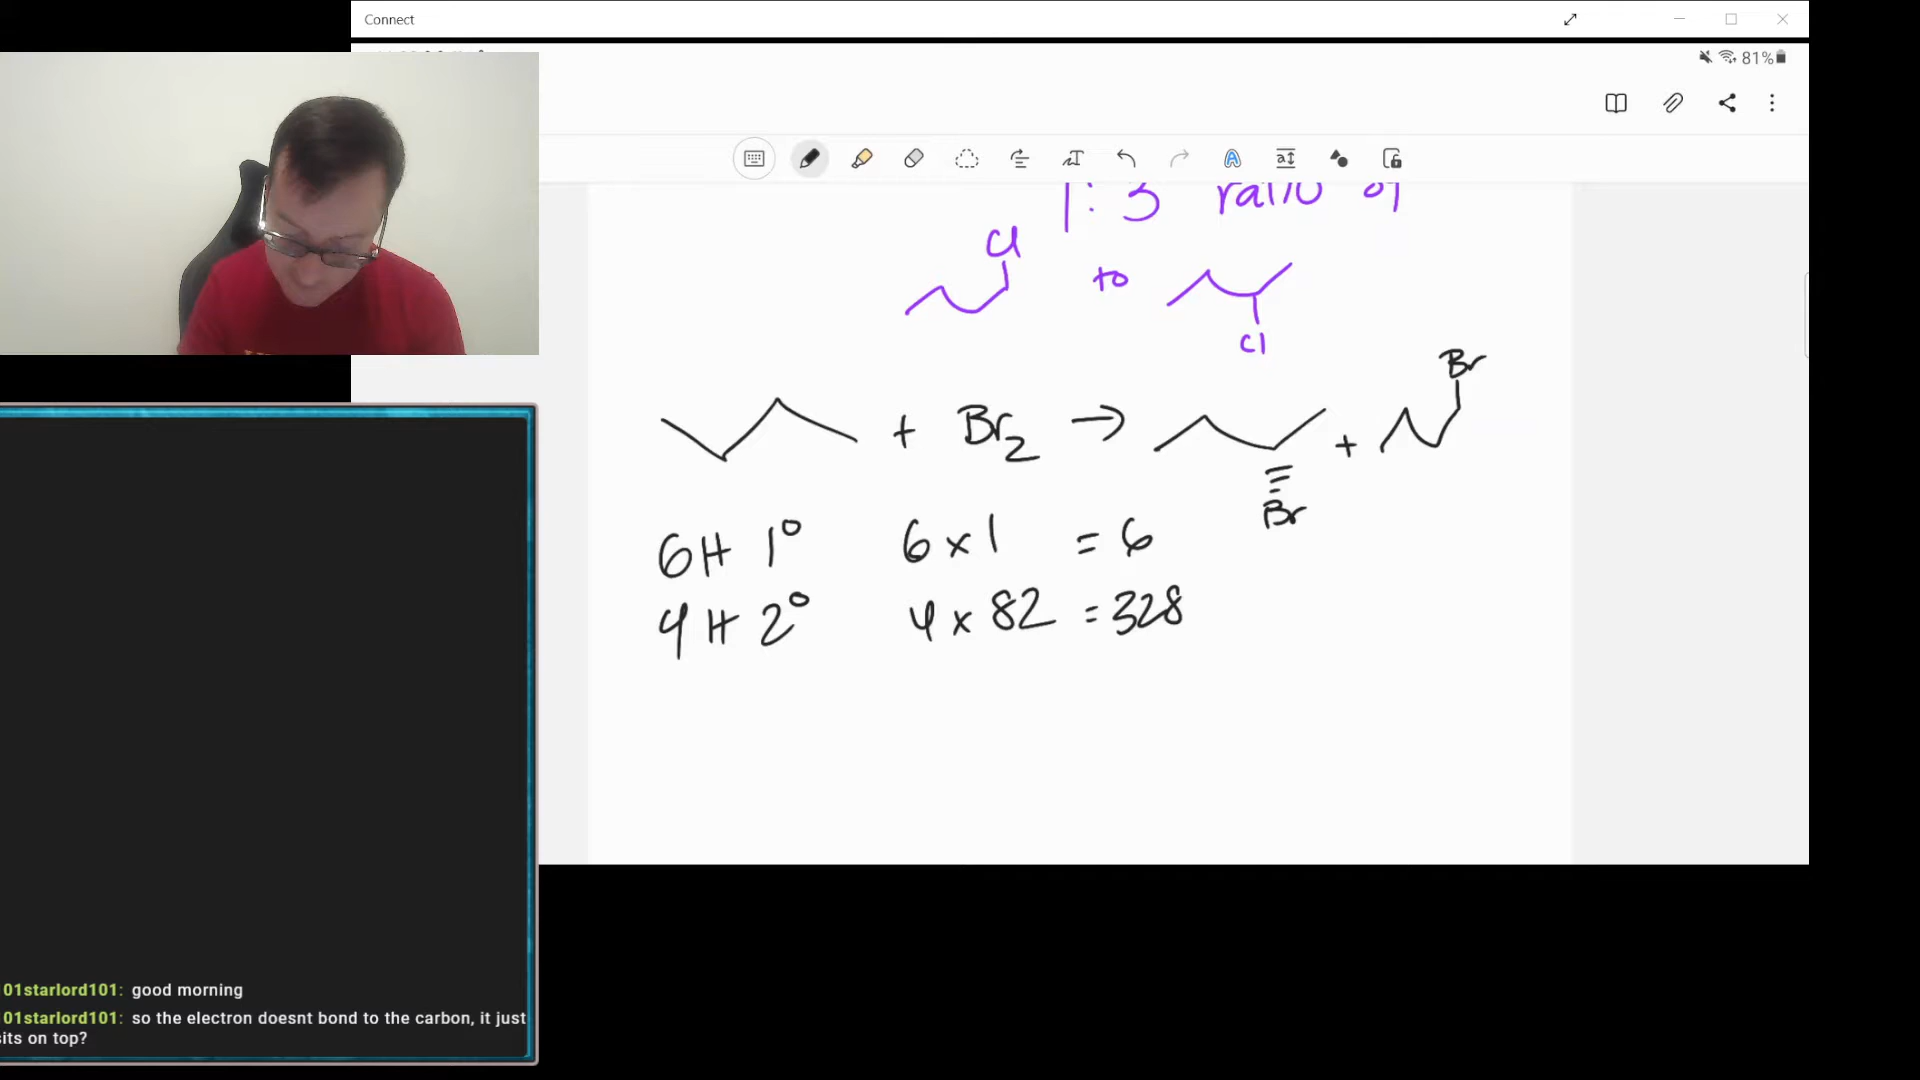 Connect
81%
1:3 ratio of
Cl
to
Cl
Br
+ Br2 → +
Br
6H 1° 6 x 1 = 6
4H 2° 4 x 82 = 328
01starlord101: good morning
01starlord101: so the electron doesnt bond to the carbon, it just
sits on top?